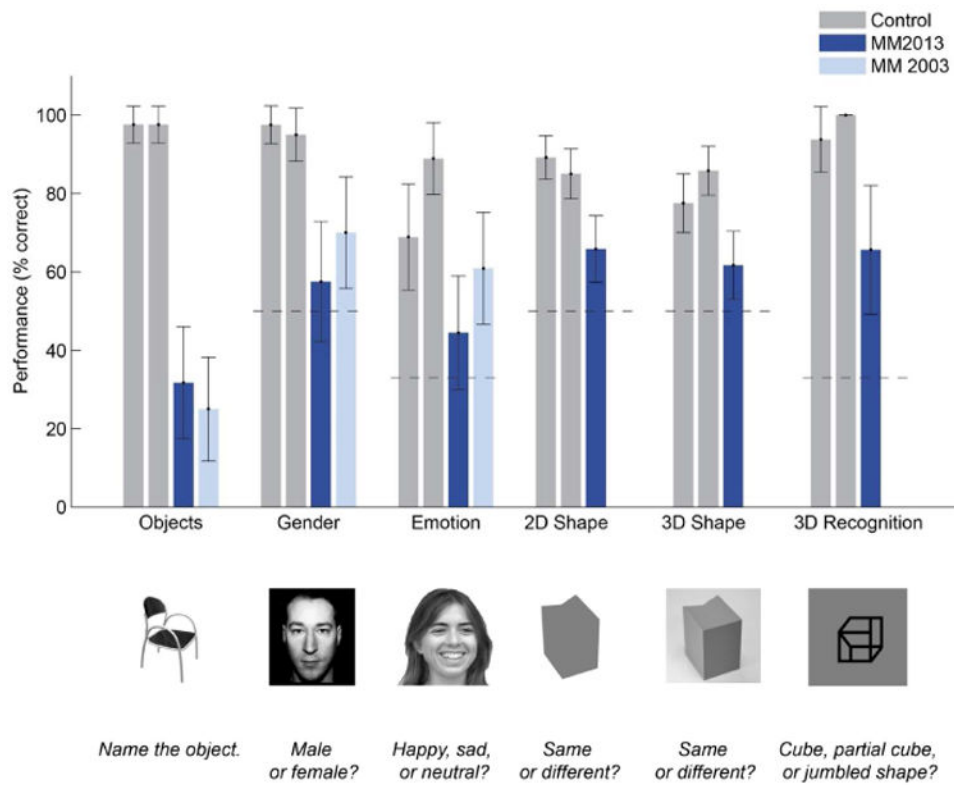 Control
MM2013
MM 2003
Performance (% correct)
100
80
60
40
20
0
Objects
Gender
Emotion
2D Shape
3D Shape
3D Recognition
Name the object.
Male
or female?
Happy, sad,
or neutral?
Same
or different?
Same
or different?
Cube, partial cube,
or jumbled shape?